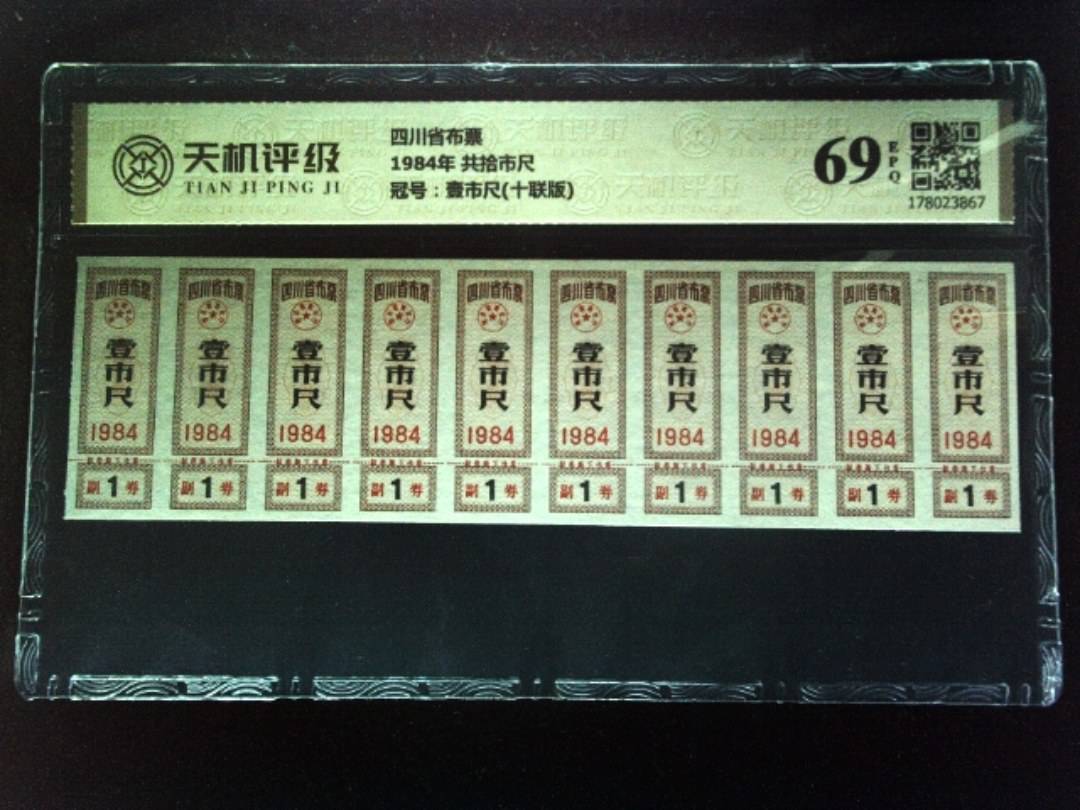 天机评级
TIAN JI PING JI
四川省布票
1984年 共拾市尺
冠号：壹市尺(十联版)
69
EPQ
178023867
四川省布票 四川省布票 四川省布票 四川省布票 四川省布票 四川省布票 四川省布票 四川省布票 四川省布票 四川省布票
壹市尺 壹市尺 壹市尺 壹市尺 壹市尺 壹市尺 壹市尺 壹市尺 壹市尺 壹市尺
1984 1984 1984 1984 1984 1984 1984 1984 1984 1984
副1券 副1券 副1券 副1券 副1券 副1券 副1券 副1券 副1券 副1券